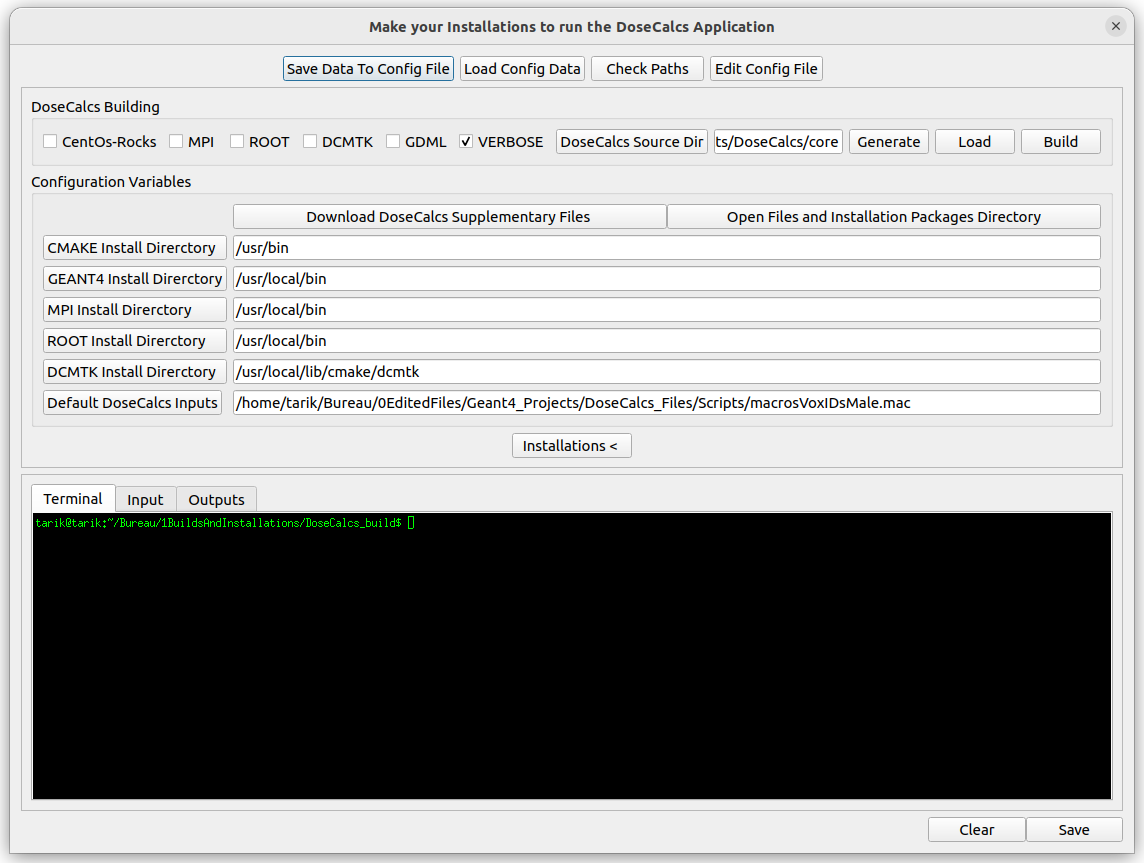 Make your Installations to run the DoseCalcs Application
Save Data To Config File Load Config Data Check Paths Edit Config File
DoseCalcs Building
CentOs-Rocks MPI ROOT DCMTK GDML VERBOSE DoseCalcs Source Dir ts/DoseCalcs/core Generate Load Build
Configuration Variables
Download DoseCalcs Supplementary Files Open Files and Installation Packages Directory
CMAKE Install Direrctory /usr/bin
GEANT4 Install Direrctory /usr/local/bin
MPI Install Direrctory /usr/local/bin
ROOT Install Direrctory /usr/local/bin
DCMTK Install Direrctory /usr/local/lib/cmake/dcmtk
Default DoseCalcs Inputs /home/tarik/Bureau/0EditedFiles/Geant4_Projects/DoseCalcs_Files/Scripts/macrosVoxIDsMale.mac
Installations <
Terminal Input Outputs
tarik@tarik:~/Bureau/1BuildsAndInstallations/DoseCalcs_build$
Clear Save